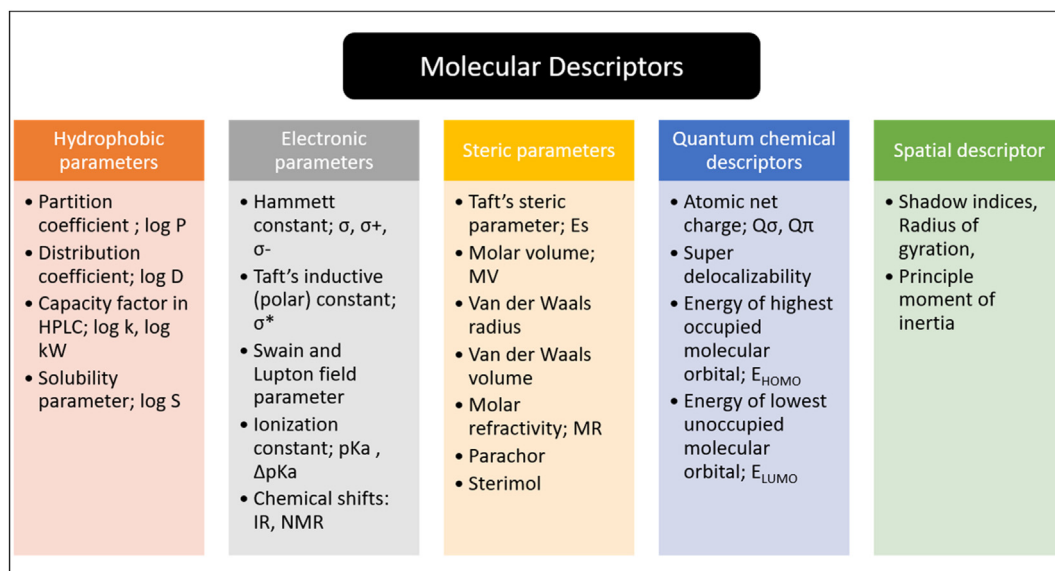 Molecular Descriptors
Hydrophobic
parameters
• Partition
coefficient ; log P
• Distribution
coefficient; log D
• Capacity factor in
HPLC; log k, log
kW
• Solubility
parameter; log S
Electronic
parameters
• Hammett
constant; σ, σ+,
σ-
• Taft's inductive
(polar) constant;
σ*
• Swain and
Lupton field
parameter
• Ionization
constant; pKa ,
ΔpKa
• Chemical shifts:
IR, NMR
Steric parameters
• Taft's steric
parameter; Es
• Molar volume;
MV
• Van der Waals
radius
• Van der Waals
volume
• Molar
refractivity; MR
• Parachor
• Sterimol
Quantum chemical
descriptors
• Atomic net
charge; Qσ, Qπ
• Super
delocalizability
• Energy of highest
occupied
molecular
orbital; E_HOMO
• Energy of lowest
unoccupied
molecular
orbital; E_LUMO
Spatial descriptor
• Shadow indices,
Radius of
gyration,
• Principle
moment of
inertia